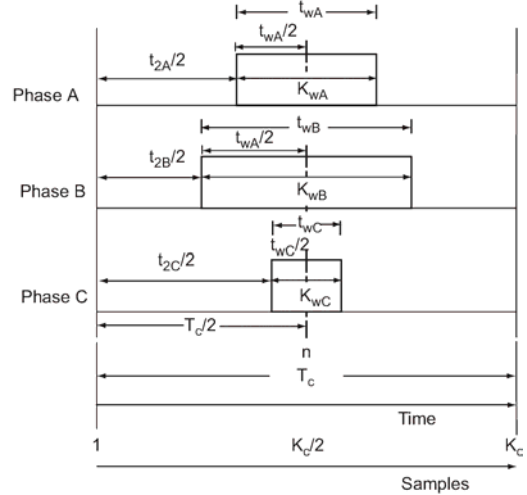 t_wA
t_wA/2
t_2A/2
K_wA
Phase A
t_wB
t_wA/2
t_2B/2
K_wB
Phase B
t_wC
t_wC/2
t_2C/2
K_wC
Phase C
T_c/2
n
T_c
Time
1 K_c/2 K_c
Samples